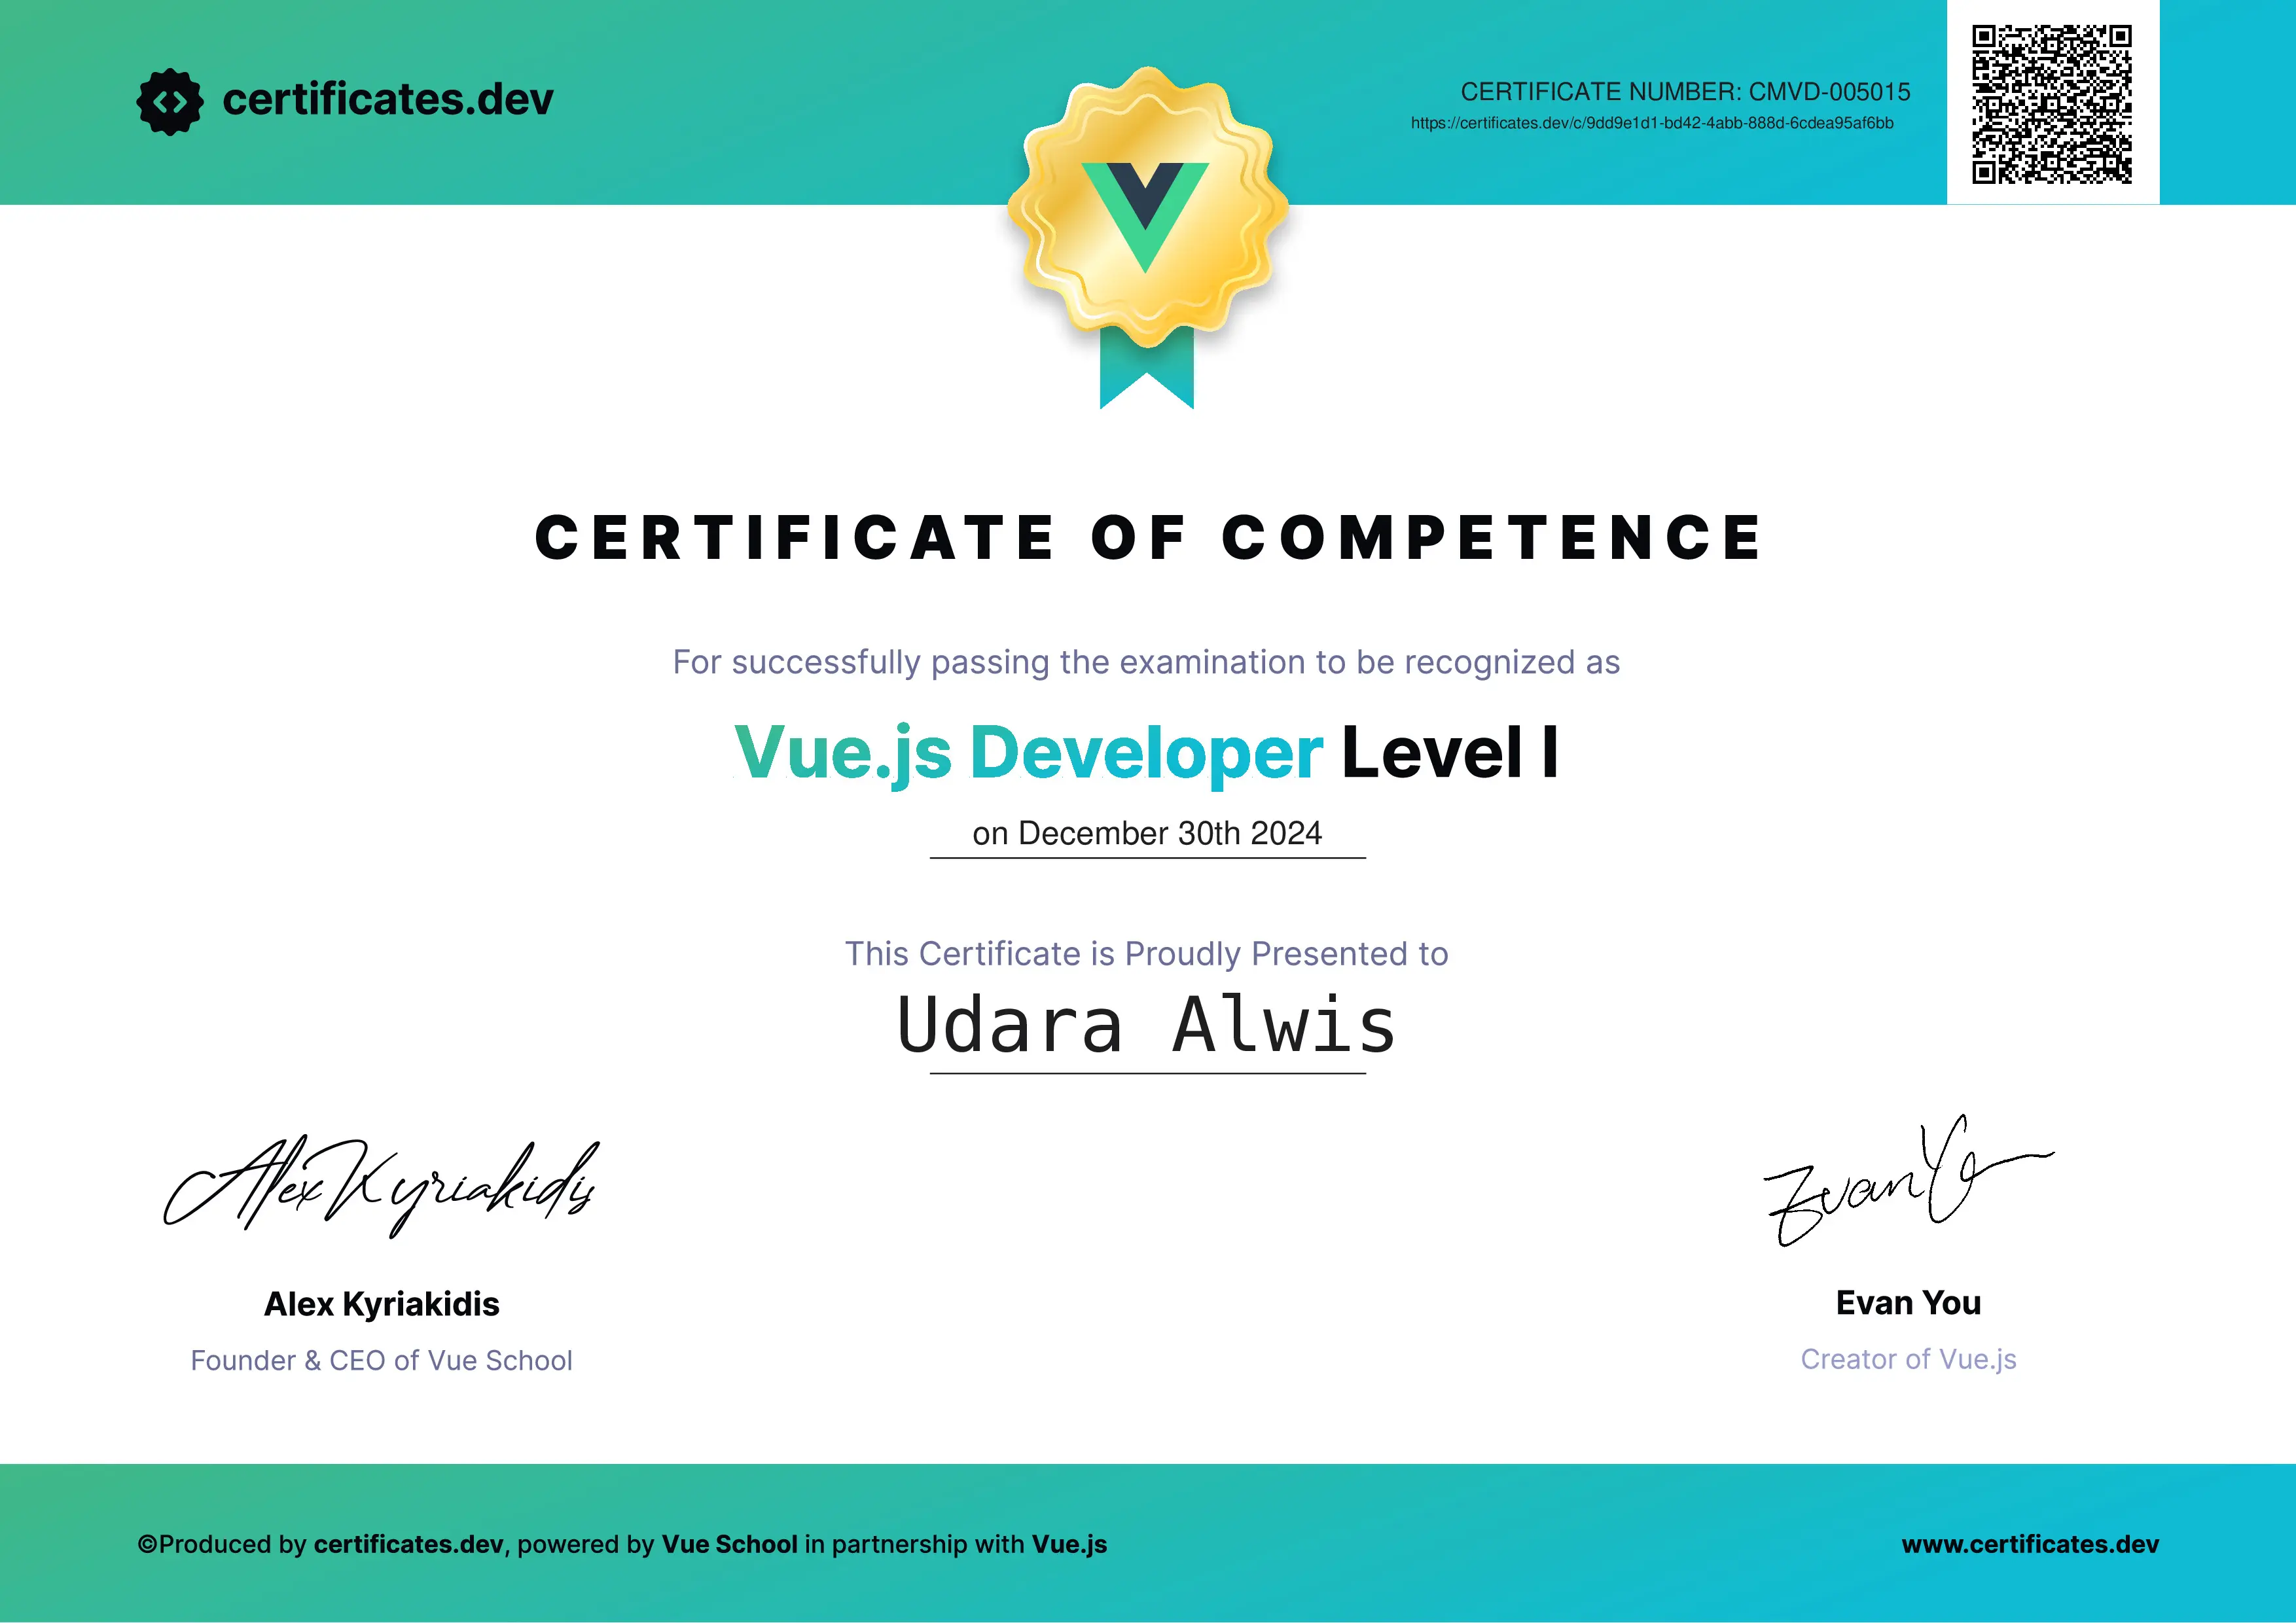 certificates.dev
CERTIFICATE NUMBER: CMVD-005015
https://certificates.dev/c/9dd9e1d1-bd42-4abb-888d-6cdea95af6bb
CERTIFICATE OF COMPETENCE
For successfully passing the examination to be recognized as
Vue.js Developer Level I
on December 30th 2024
This Certificate is Proudly Presented to
Udara Alwis
Alex Kyriakidis
Evan You
Alex Kyriakidis
Evan You
Founder & CEO of Vue School
Creator of Vue.js
©Produced by certificates.dev, powered by Vue School in partnership with Vue.js
www.certificates.dev